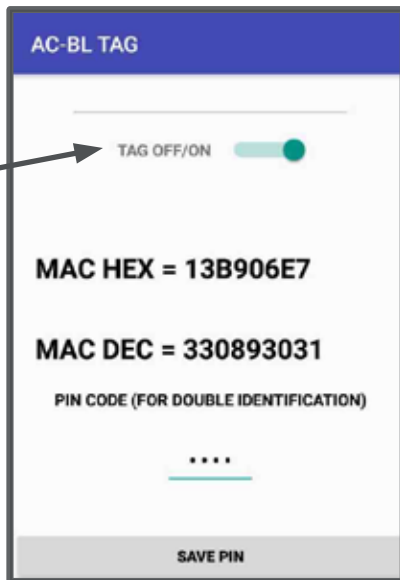 AC-BL TAG
TAG OFF/ON
MAC HEX = 13B906E7
MAC DEC = 330893031
PIN CODE (FOR DOUBLE IDENTIFICATION)
....
SAVE PIN